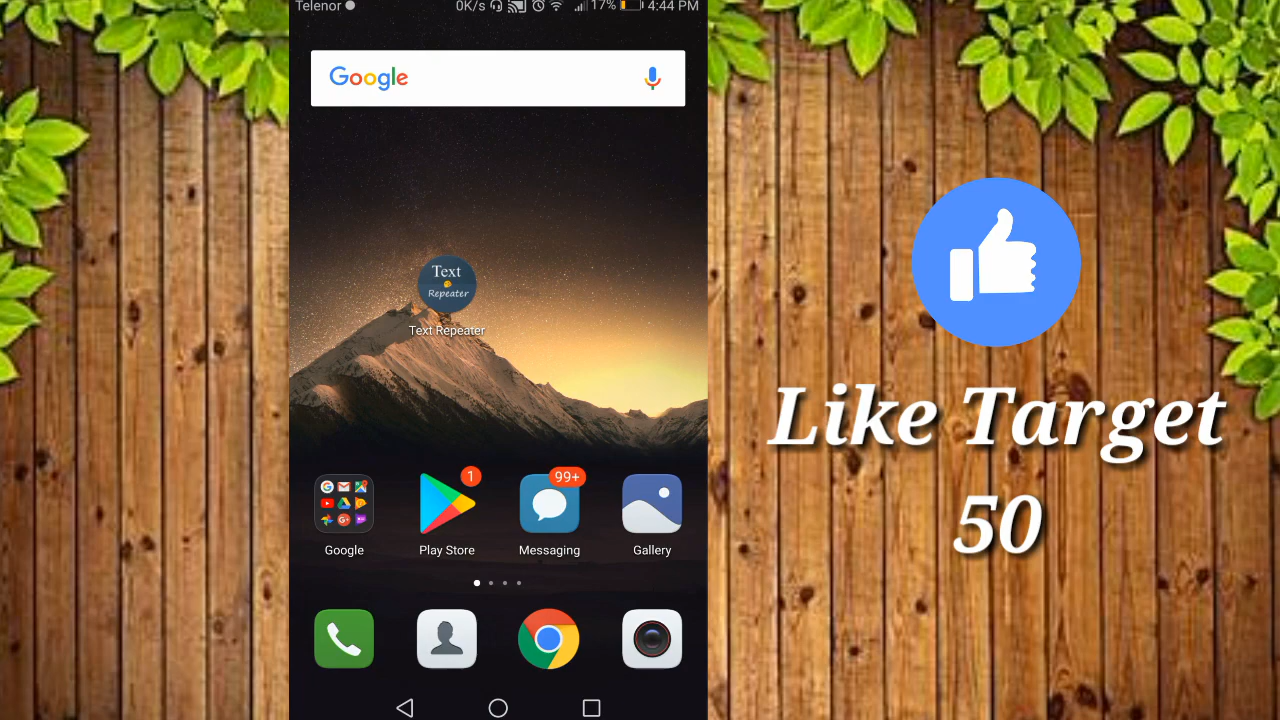 Telenor 0K/s 17% 4:44 PM
Google
Text
Repeater
Text Repeater
1
99+
Google Play Store Messaging Gallery
Like Target
50